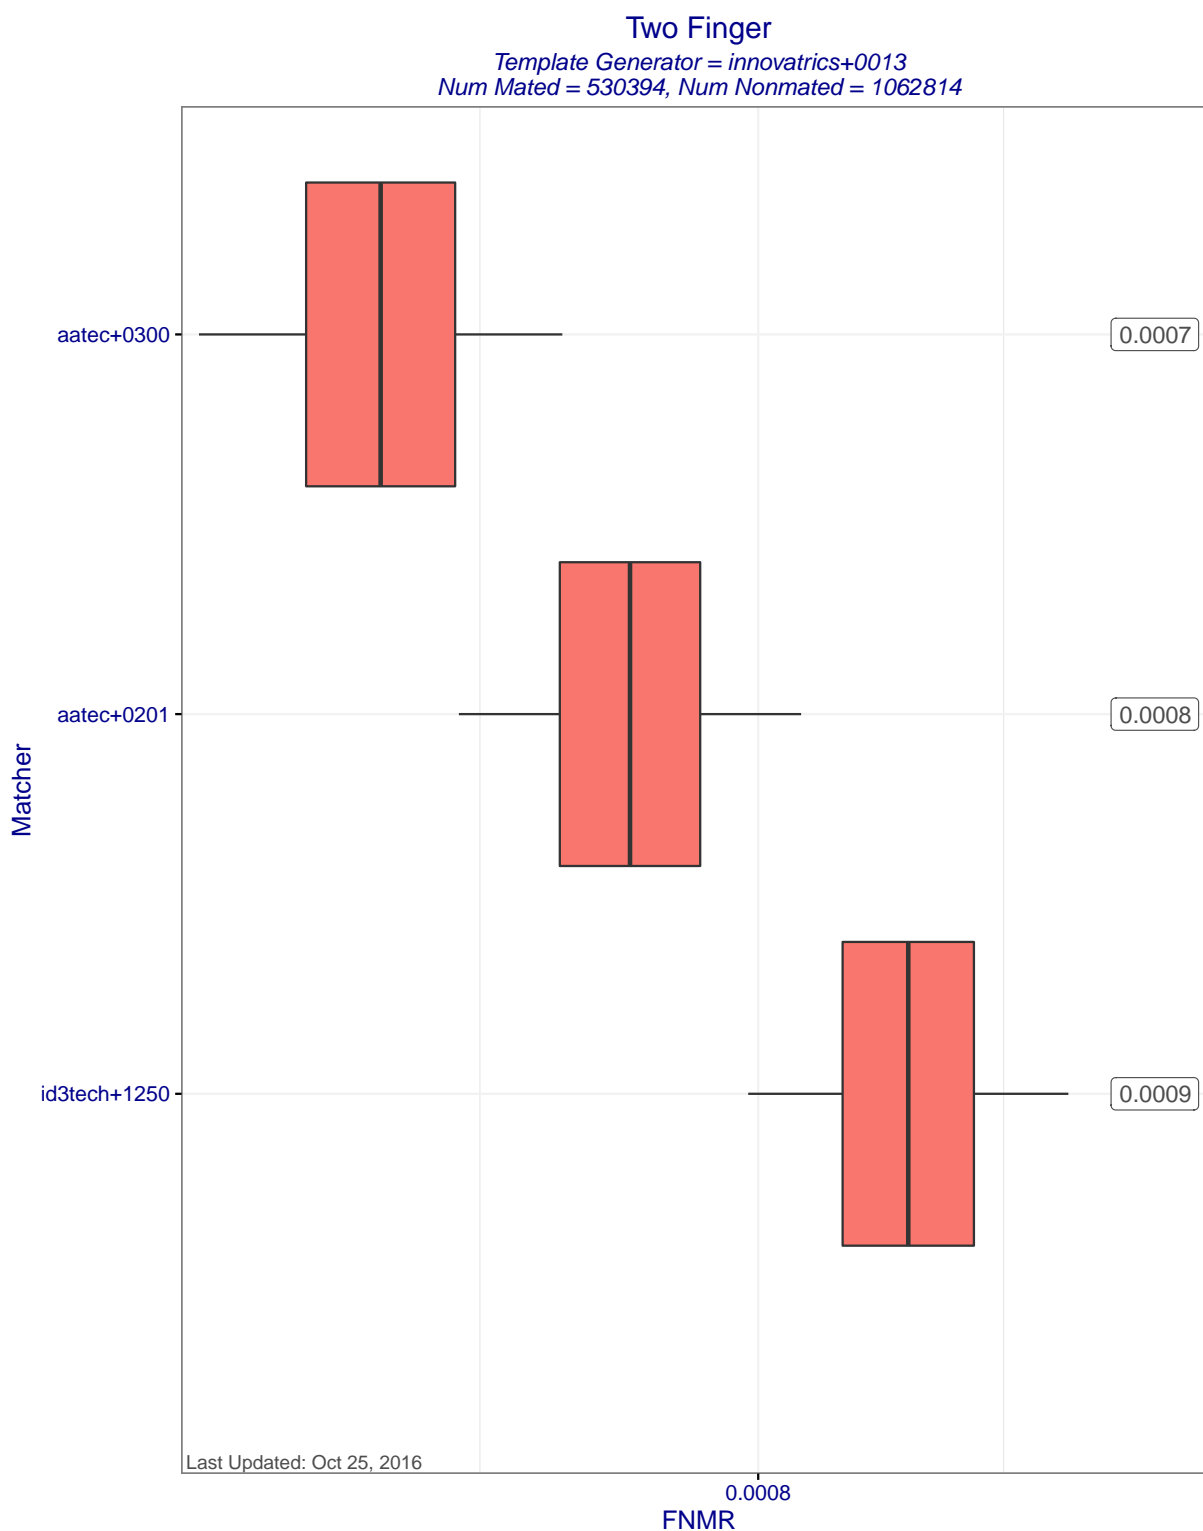 Two Finger
Template Generator = innovatrics+0013
Num Mated = 530394, Num Nonmated = 1062814
aatec+0300
0.0007
aatec+0201
0.0008
Matcher
id3tech+1250
0.0009
Last Updated: Oct 25, 2016
0.0008
FNMR